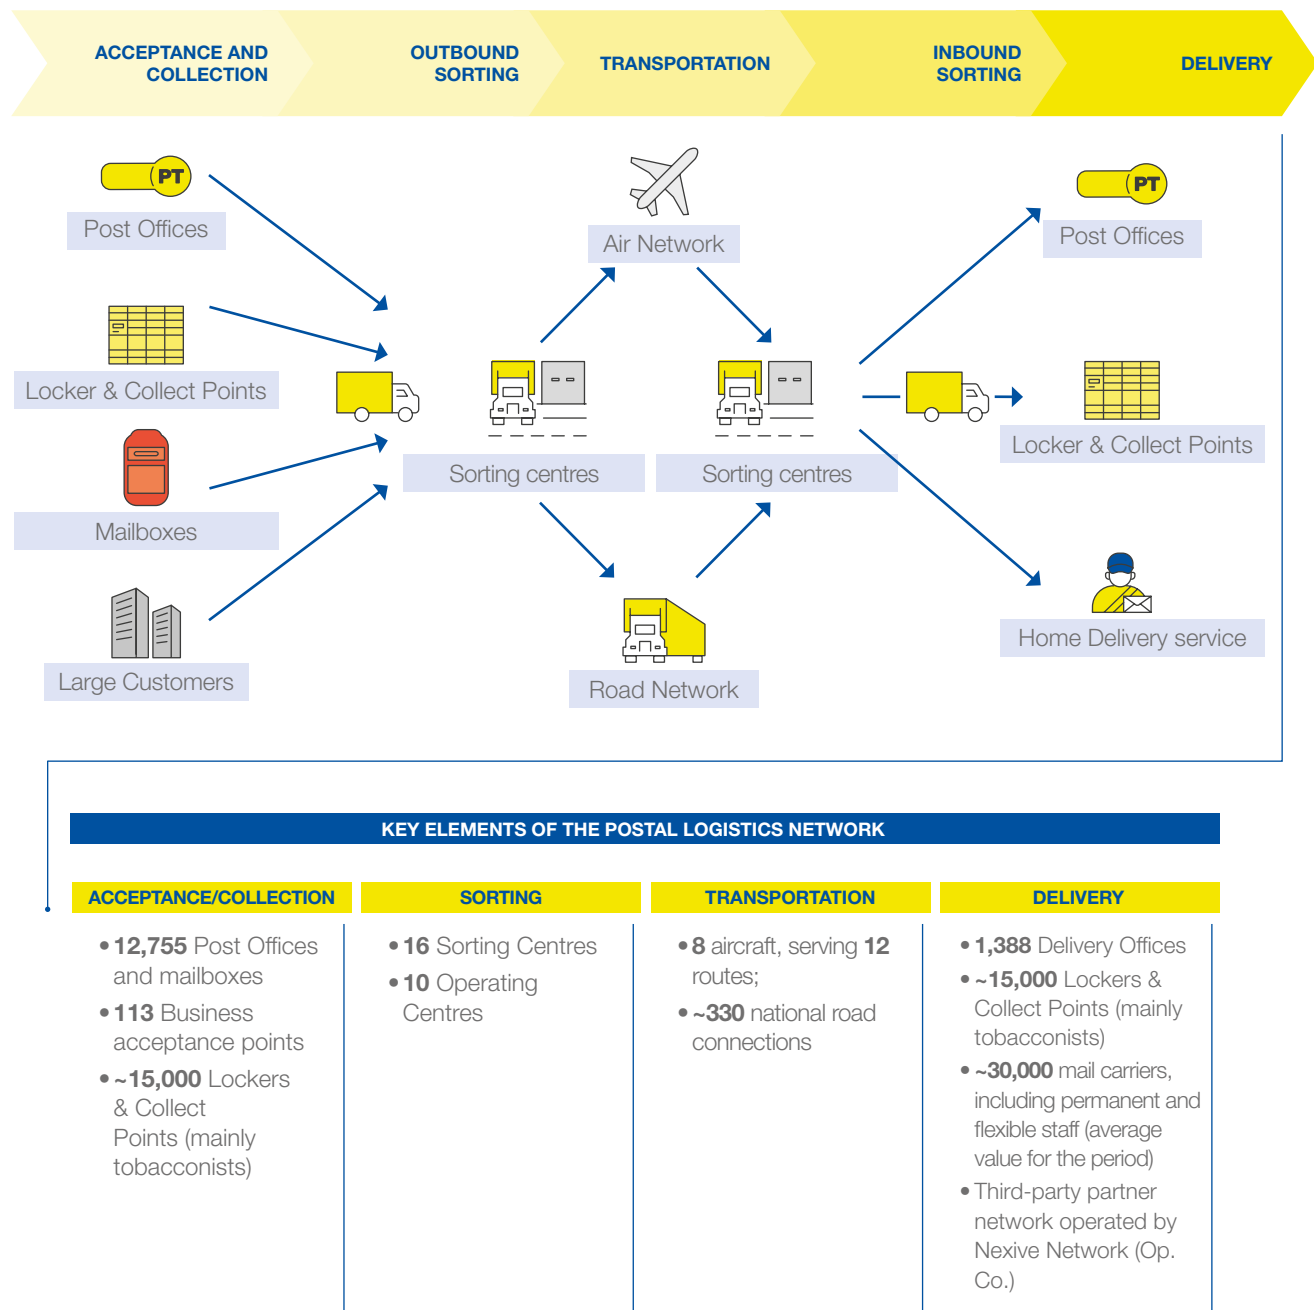 ACCEPTANCE AND
COLLECTION
OUTBOUND
SORTING
TRANSPORTATION
INBOUND
SORTING
DELIVERY
PT
Post Offices
Locker & Collect Points
Mailboxes
Large Customers
Air Network
Sorting centres
Sorting centres
Road Network
PT
Post Offices
Locker & Collect Points
Home Delivery service
KEY ELEMENTS OF THE POSTAL LOGISTICS NETWORK
ACCEPTANCE/COLLECTION
• 12,755 Post Offices
and mailboxes
• 113 Business
acceptance points
• ~15,000 Lockers
& Collect
Points (mainly
tobacconists)
SORTING
• 16 Sorting Centres
• 10 Operating
Centres
TRANSPORTATION
• 8 aircraft, serving 12
routes;
• ~330 national road
connections
DELIVERY
• 1,388 Delivery Offices
• ~15,000 Lockers &
Collect Points (mainly
tobacconists)
• ~30,000 mail carriers,
including permanent and
flexible staff (average
value for the period)
• Third-party partner
network operated by
Nexive Network (Op.
Co.)